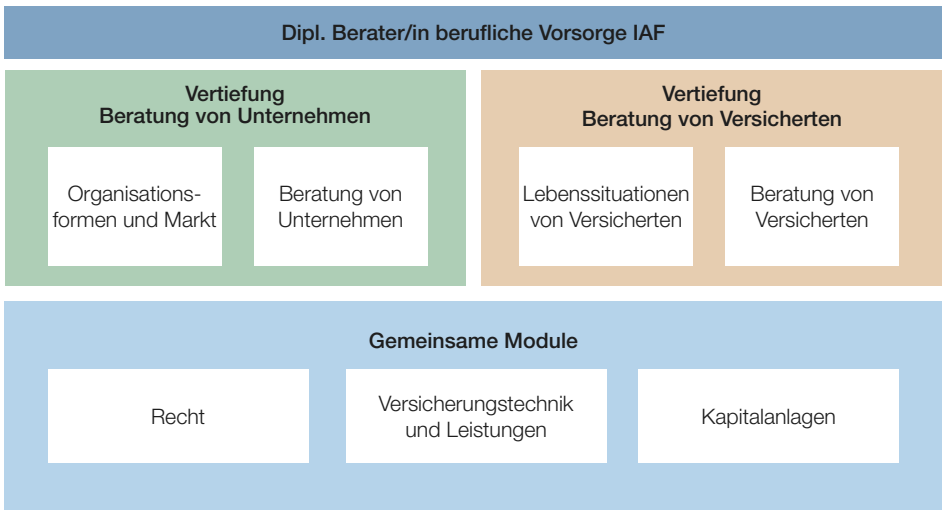 Dipl. Berater/in berufliche Vorsorge IAF
Vertiefung
Beratung von Unternehmen
Organisations-
formen und Markt
Beratung von
Unternehmen
Vertiefung
Beratung von Versicherten
Lebenssituationen
von Versicherten
Beratung von
Versicherten
Gemeinsame Module
Recht
Versicherungstechnik
und Leistungen
Kapitalanlagen